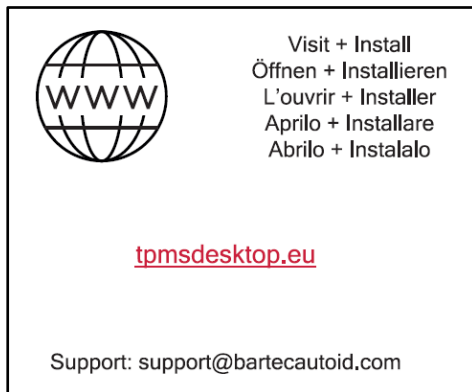 WWW
Visit + Install
Öffnen + Installieren
L'ouvrir + Installer
Aprilo + Installare
Abrilo + Instalalo
tpmsdesktop.eu
Support: support@bartecautoid.com